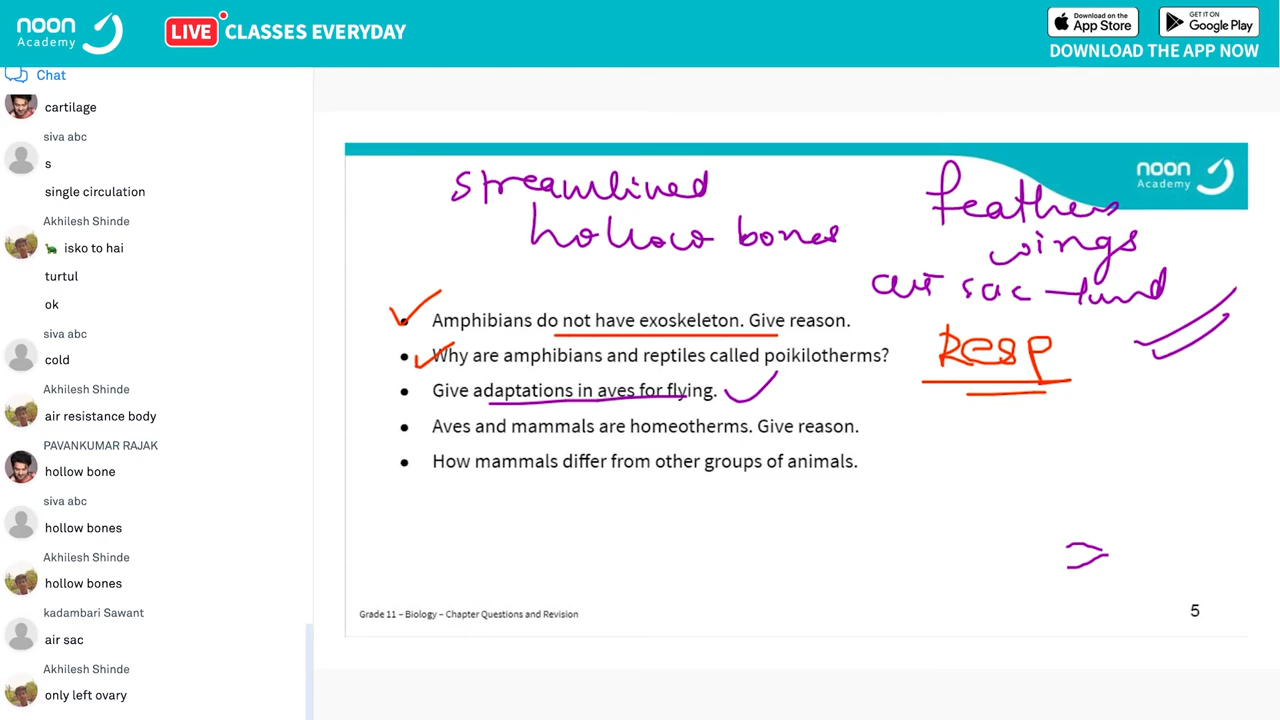 noon
Academy
LIVE CLASSES EVERYDAY
Download on the
App Store
GET IT ON
Google Play
DOWNLOAD THE APP NOW
Chat
cartilage
siva abc
s
single circulation
Akhilesh Shinde
🐢 isko to hai
turtul
ok
siva abc
cold
Akhilesh Shinde
air resistance body
PAVANKUMAR RAJAK
hollow bone
siva abc
hollow bones
Akhilesh Shinde
hollow bones
kadambari Sawant
air sac
Akhilesh Shinde
only left ovary
noon
Academy
streamlined
hollow bones
feathers
wings
air sac
Resp
Amphibians do not have exoskeleton. Give reason.
Why are amphibians and reptiles called poikilotherms?
Give adaptations in aves for flying.
Aves and mammals are homeotherms. Give reason.
How mammals differ from other groups of animals.
Grade 11 – Biology – Chapter Questions and Revision
5